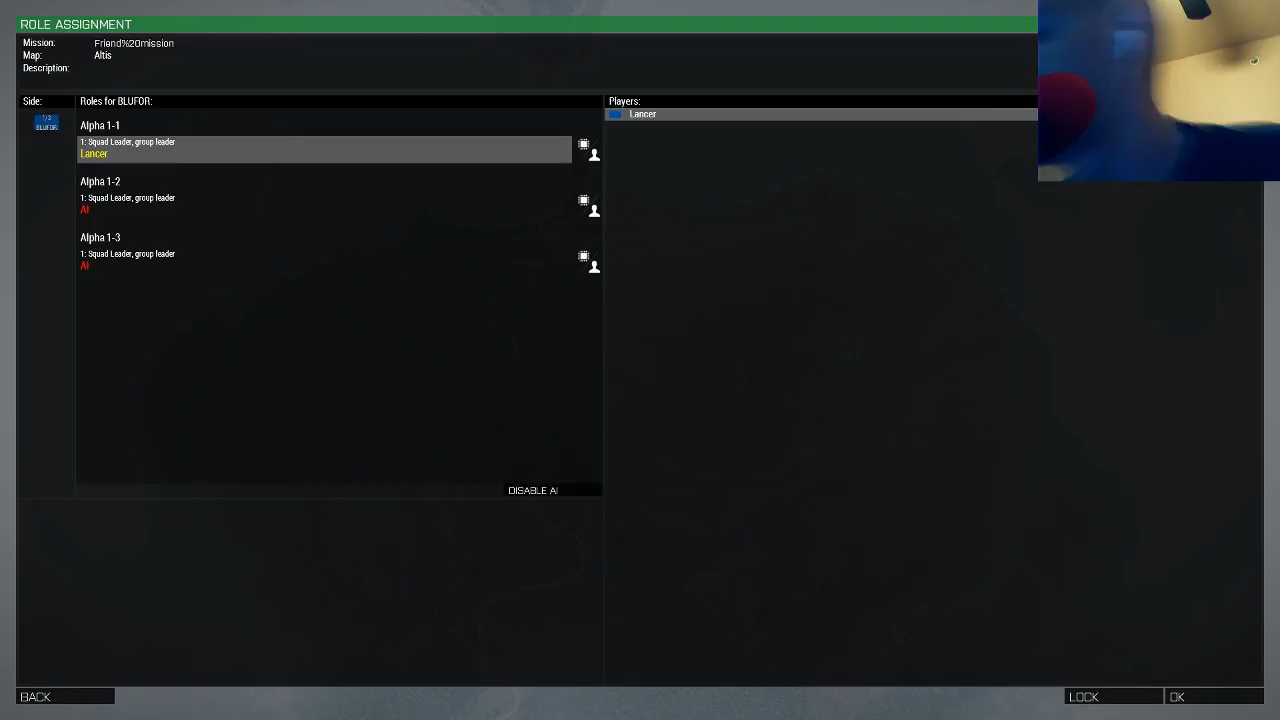 ROLE ASSIGNMENT
Mission: Friend%20mission
Map: Altis
Description:
Side: Roles for BLUFOR: Players:
1/3
BLUFOR
Lancer
Alpha 1-1
1: Squad Leader, group leader
Lancer
Alpha 1-2
1: Squad Leader, group leader
AI
Alpha 1-3
1: Squad Leader, group leader
AI
DISABLE AI
BACK LOCK OK